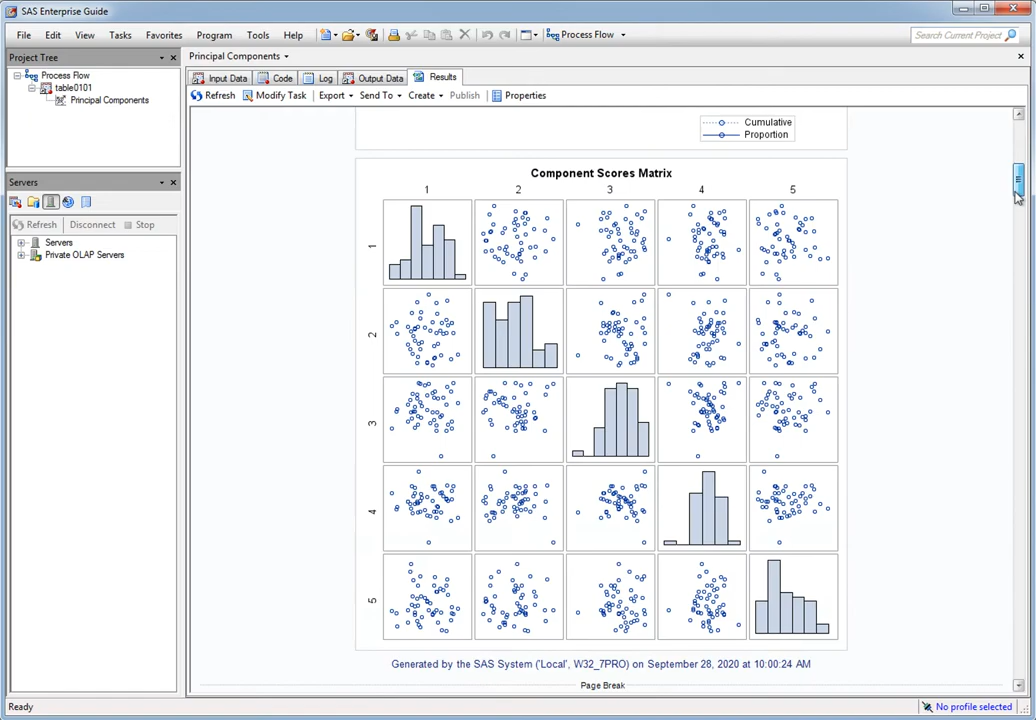 SAS Enterprise Guide
File Edit View Tasks Favorites Program Tools Help Process Flow Search Current Project
Project Tree
Process Flow
table0101
Principal Components
Servers
Refresh Disconnect Stop
Servers
Private OLAP Servers
Principal Components
Input Data Code Log Output Data Results
Refresh Modify Task Export Send To Create Publish Properties
Cumulative
Proportion
Component Scores Matrix
1 2 3 4 5
1
2
3
4
5
Generated by the SAS System ('Local', W32_7PRO) on September 28, 2020 at 10:00:24 AM
Page Break
Ready No profile selected